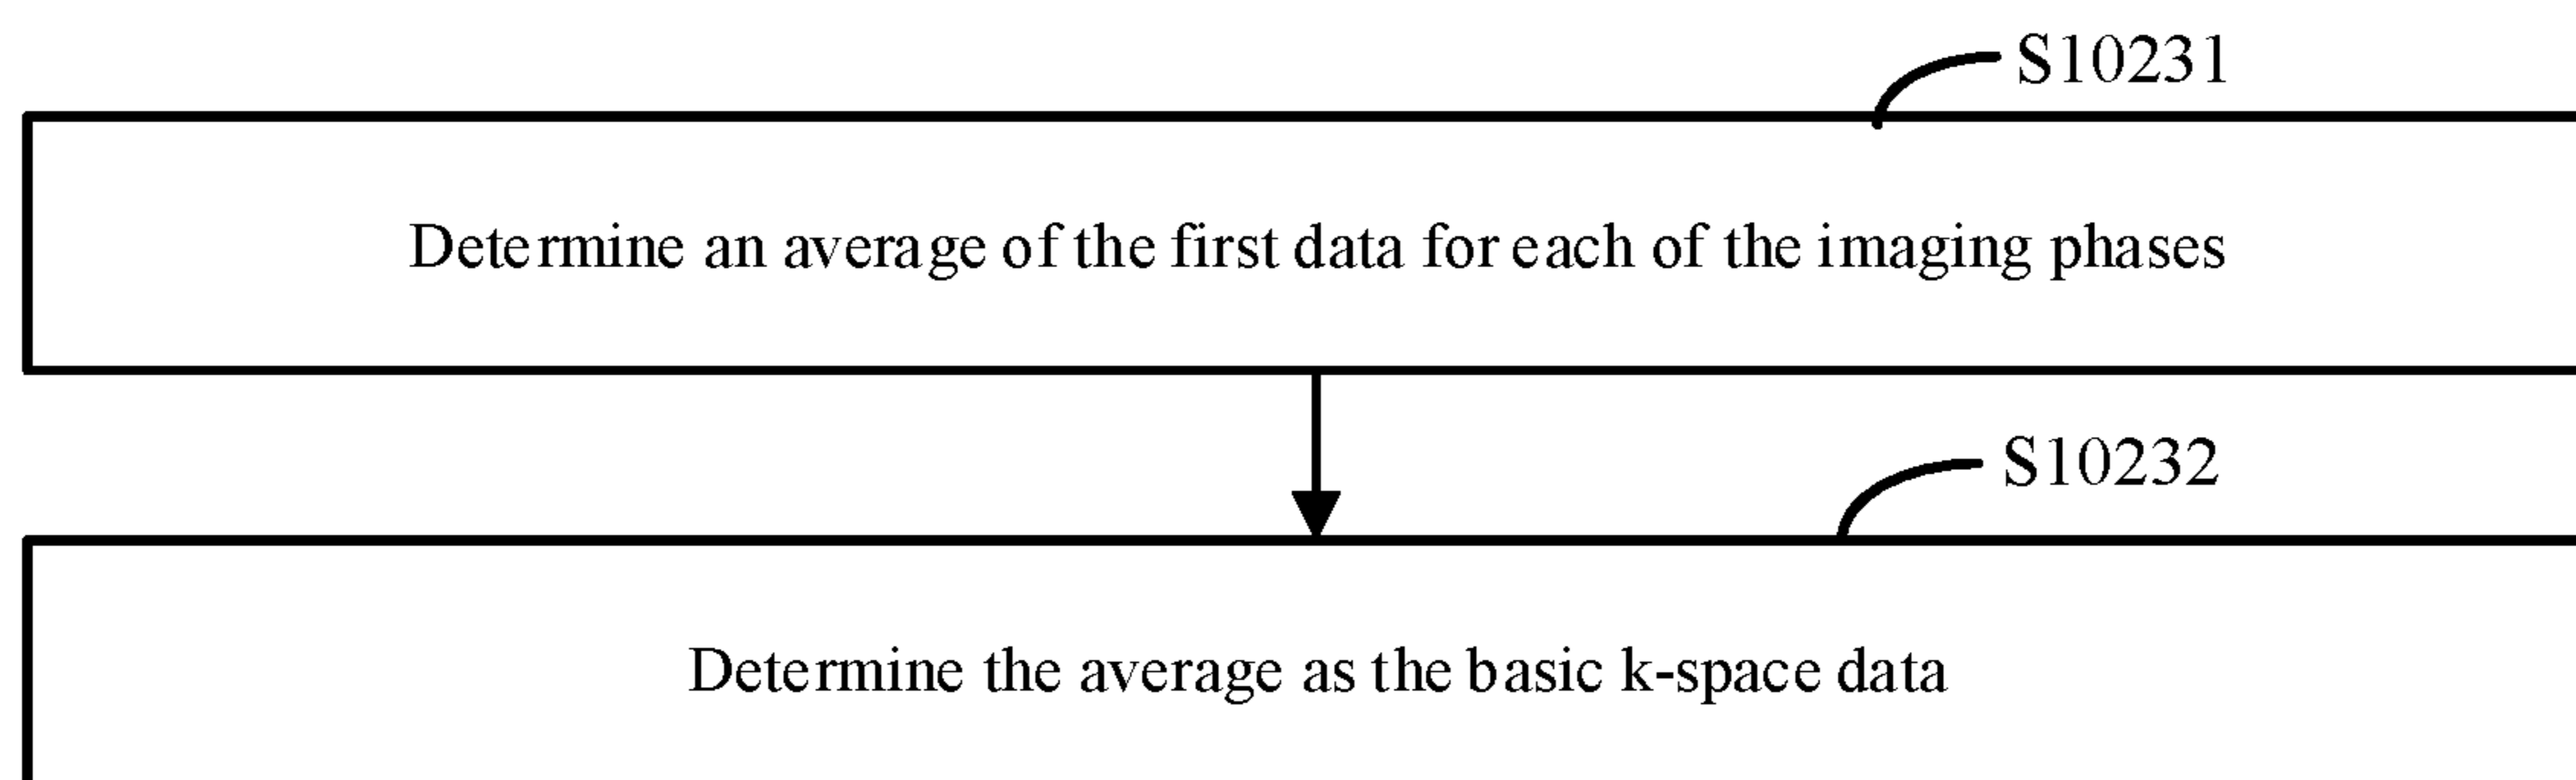 S10231
Determine an average of the first data for each of the imaging phases
S10232
Determine the average as the basic k-space data